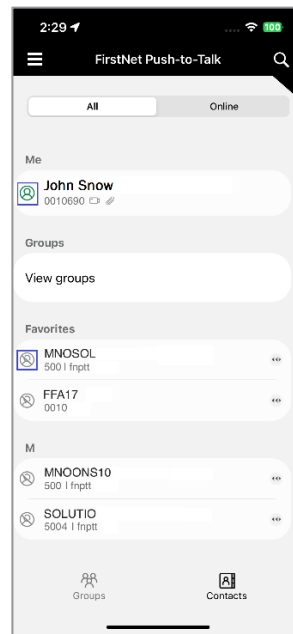 2:29
100
FirstNet Push-to-Talk
All Online
Me
John Snow
0010690
Groups
View groups
Favorites
MNOSOL
500 | fnptt
FFA17
0010
M
MNOONS10
500 | fnptt
SOLUTIO
5004 | fnptt
Groups Contacts